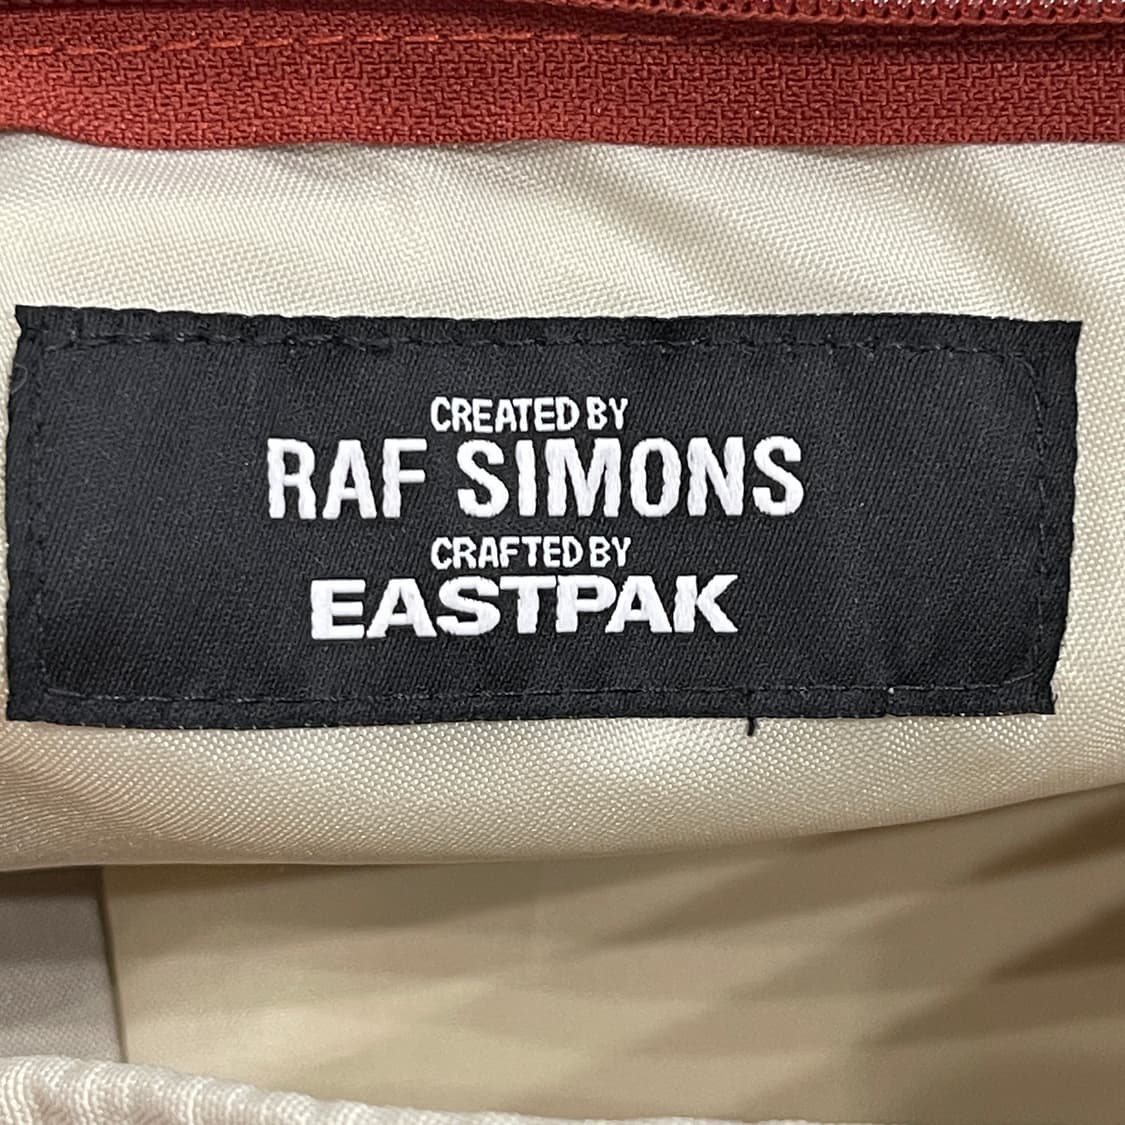 CREATED BY
RAF SIMONS
CRAFTED BY
EASTPAK